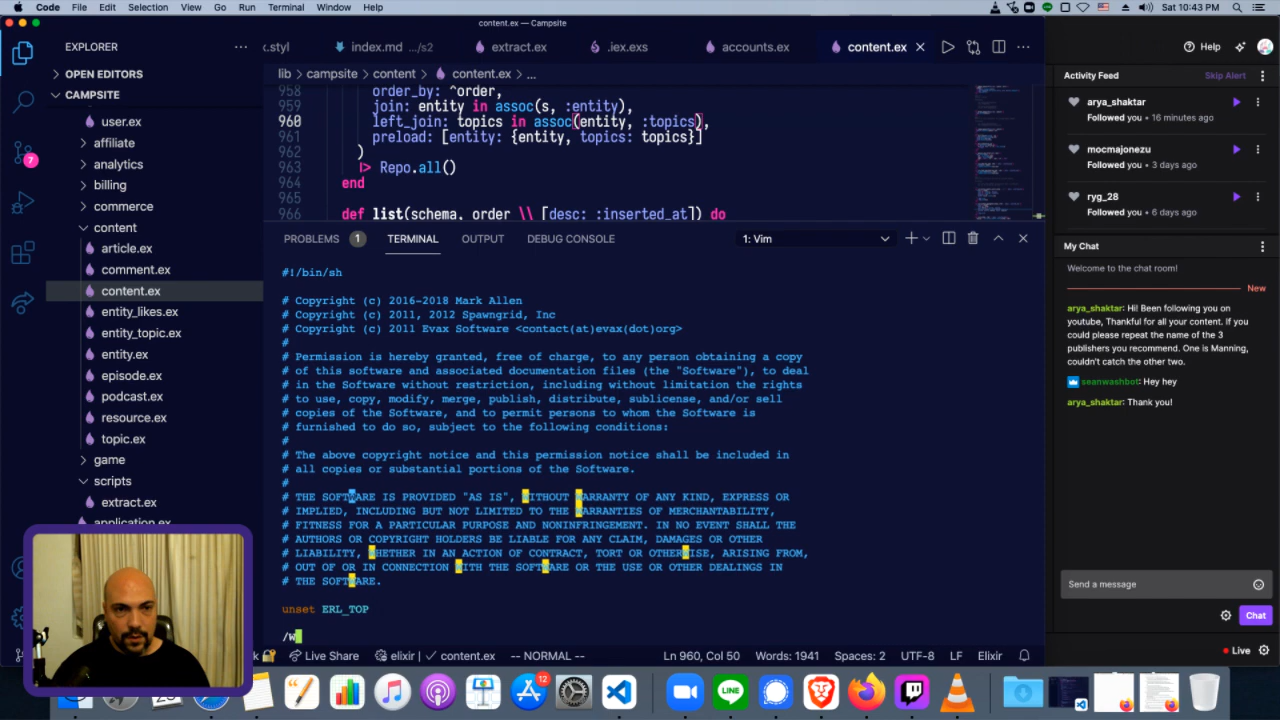 Code File Edit Selection View Go Run Terminal Window Help
Sat 10:43 PM
content.ex — Campsite
EXPLORER
OPEN EDITORS
CAMPSITE
user.ex
affiliate
analytics
billing
commerce
content
article.ex
comment.ex
content.ex
entity_likes.ex
entity_topic.ex
entity.ex
episode.ex
podcast.ex
resource.ex
topic.ex
game
scripts
extract.ex
application.ex
7
k.styl index.md .../s2 extract.ex .iex.exs accounts.ex content.ex
lib › campsite › content › content.ex › ...
958 order_by: ^order,
959 join: entity in assoc(s, :entity),
960 left_join: topics in assoc(entity, :topics),
961 preload: [entity: {entity, topics: topics}]
962 )
963 |> Repo.all()
964 end
965
966 def list(schema, order \\ [desc: :inserted_at]) do
PROBLEMS 1 TERMINAL OUTPUT DEBUG CONSOLE 1: Vim
#!/bin/sh
# Copyright (c) 2016-2018 Mark Allen
# Copyright (c) 2011, 2012 Spawngrid, Inc
# Copyright (c) 2011 Evax Software <contact(at)evax(dot)org>
#
# Permission is hereby granted, free of charge, to any person obtaining a copy
# of this software and associated documentation files (the "Software"), to deal
# in the Software without restriction, including without limitation the rights
# to use, copy, modify, merge, publish, distribute, sublicense, and/or sell
# copies of the Software, and to permit persons to whom the Software is
# furnished to do so, subject to the following conditions:
#
# The above copyright notice and this permission notice shall be included in
# all copies or substantial portions of the Software.
#
# THE SOFTWARE IS PROVIDED "AS IS", WITHOUT WARRANTY OF ANY KIND, EXPRESS OR
# IMPLIED, INCLUDING BUT NOT LIMITED TO THE WARRANTIES OF MERCHANTABILITY,
# FITNESS FOR A PARTICULAR PURPOSE AND NONINFRINGEMENT. IN NO EVENT SHALL THE
# AUTHORS OR COPYRIGHT HOLDERS BE LIABLE FOR ANY CLAIM, DAMAGES OR OTHER
# LIABILITY, WHETHER IN AN ACTION OF CONTRACT, TORT OR OTHERWISE, ARISING FROM,
# OUT OF OR IN CONNECTION WITH THE SOFTWARE OR THE USE OR OTHER DEALINGS IN
# THE SOFTWARE.
unset ERL_TOP
/W
Live Share elixir | ✓ content.ex -- NORMAL -- Ln 960, Col 50 Words: 1941 Spaces: 2 UTF-8 LF Elixir
12
LINE
Help
Activity Feed Skip Alert
arya_shaktar
Followed you • 16 minute ago
mocmajonezu
Followed you • 3 days ago
ryg_28
Followed you • 6 days ago
My Chat
Welcome to the chat room!
New
arya_shaktar: Hi! Been following you on
youtube, Thankful for all your content. If you
could please repeat the name of the 3
publishers you recommend. One is Manning,
couldn't catch the other two.
seanwashbot: Hey hey
arya_shaktar: Thank you!
Send a message
Chat
Live